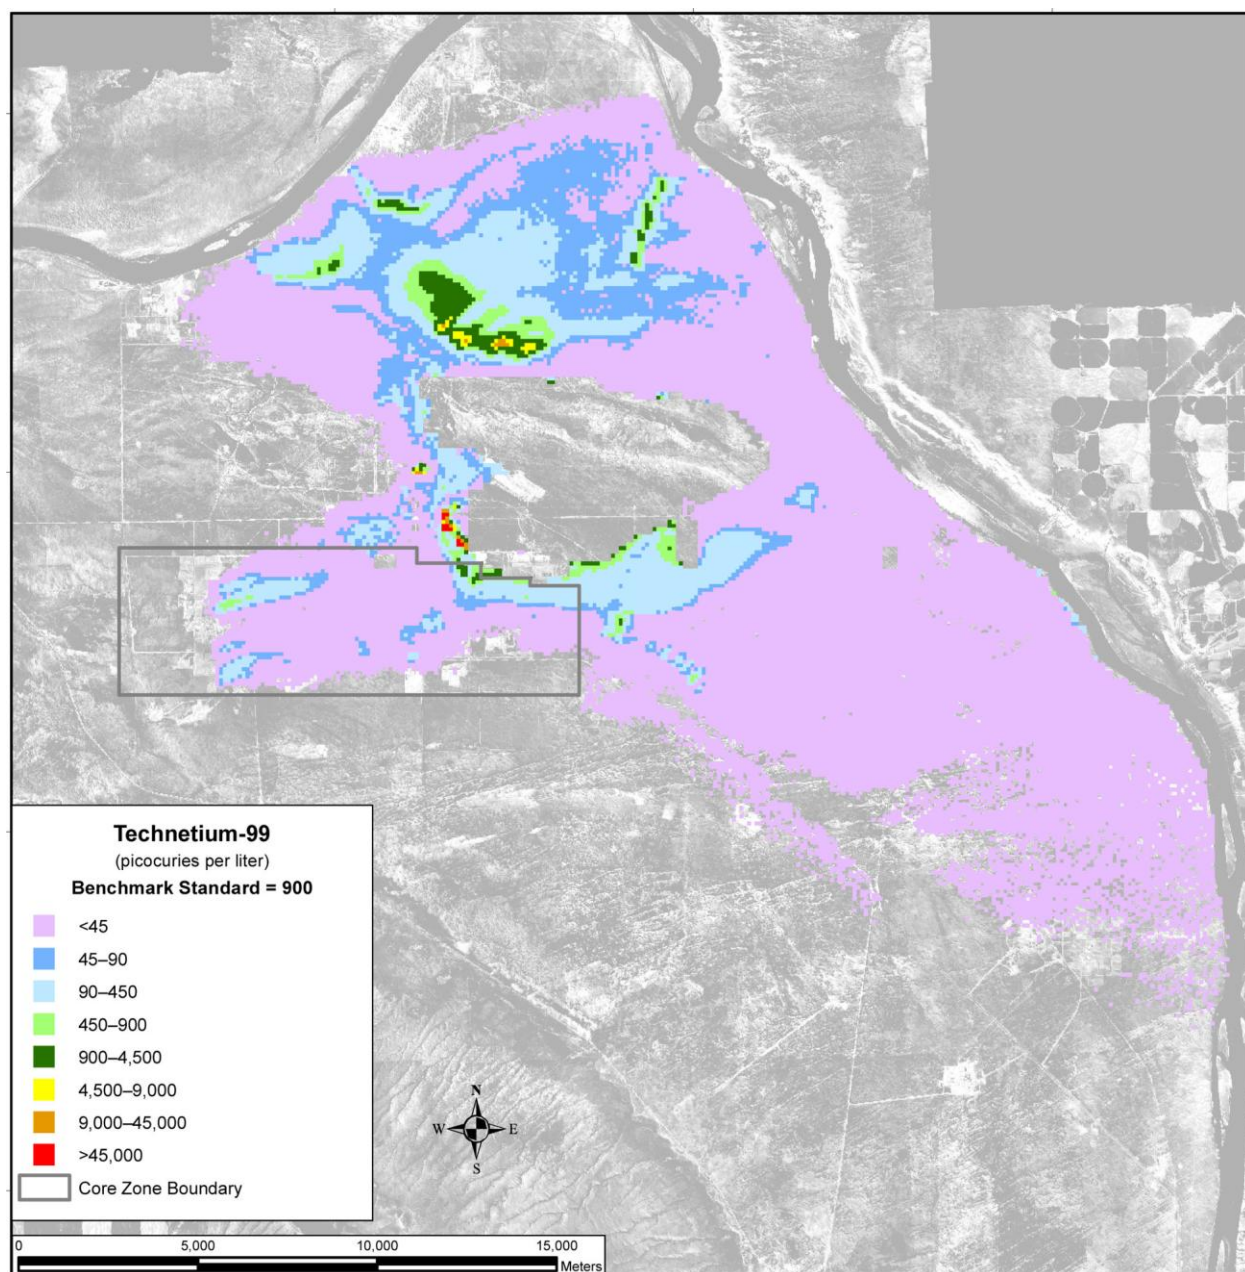 Technetium-99
(picocuries per liter)
Benchmark Standard = 900
<45
45–90
90–450
450–900
900–4,500
4,500–9,000
9,000–45,000
>45,000
Core Zone Boundary
N
W E
S
0 5,000 10,000 15,000
Meters